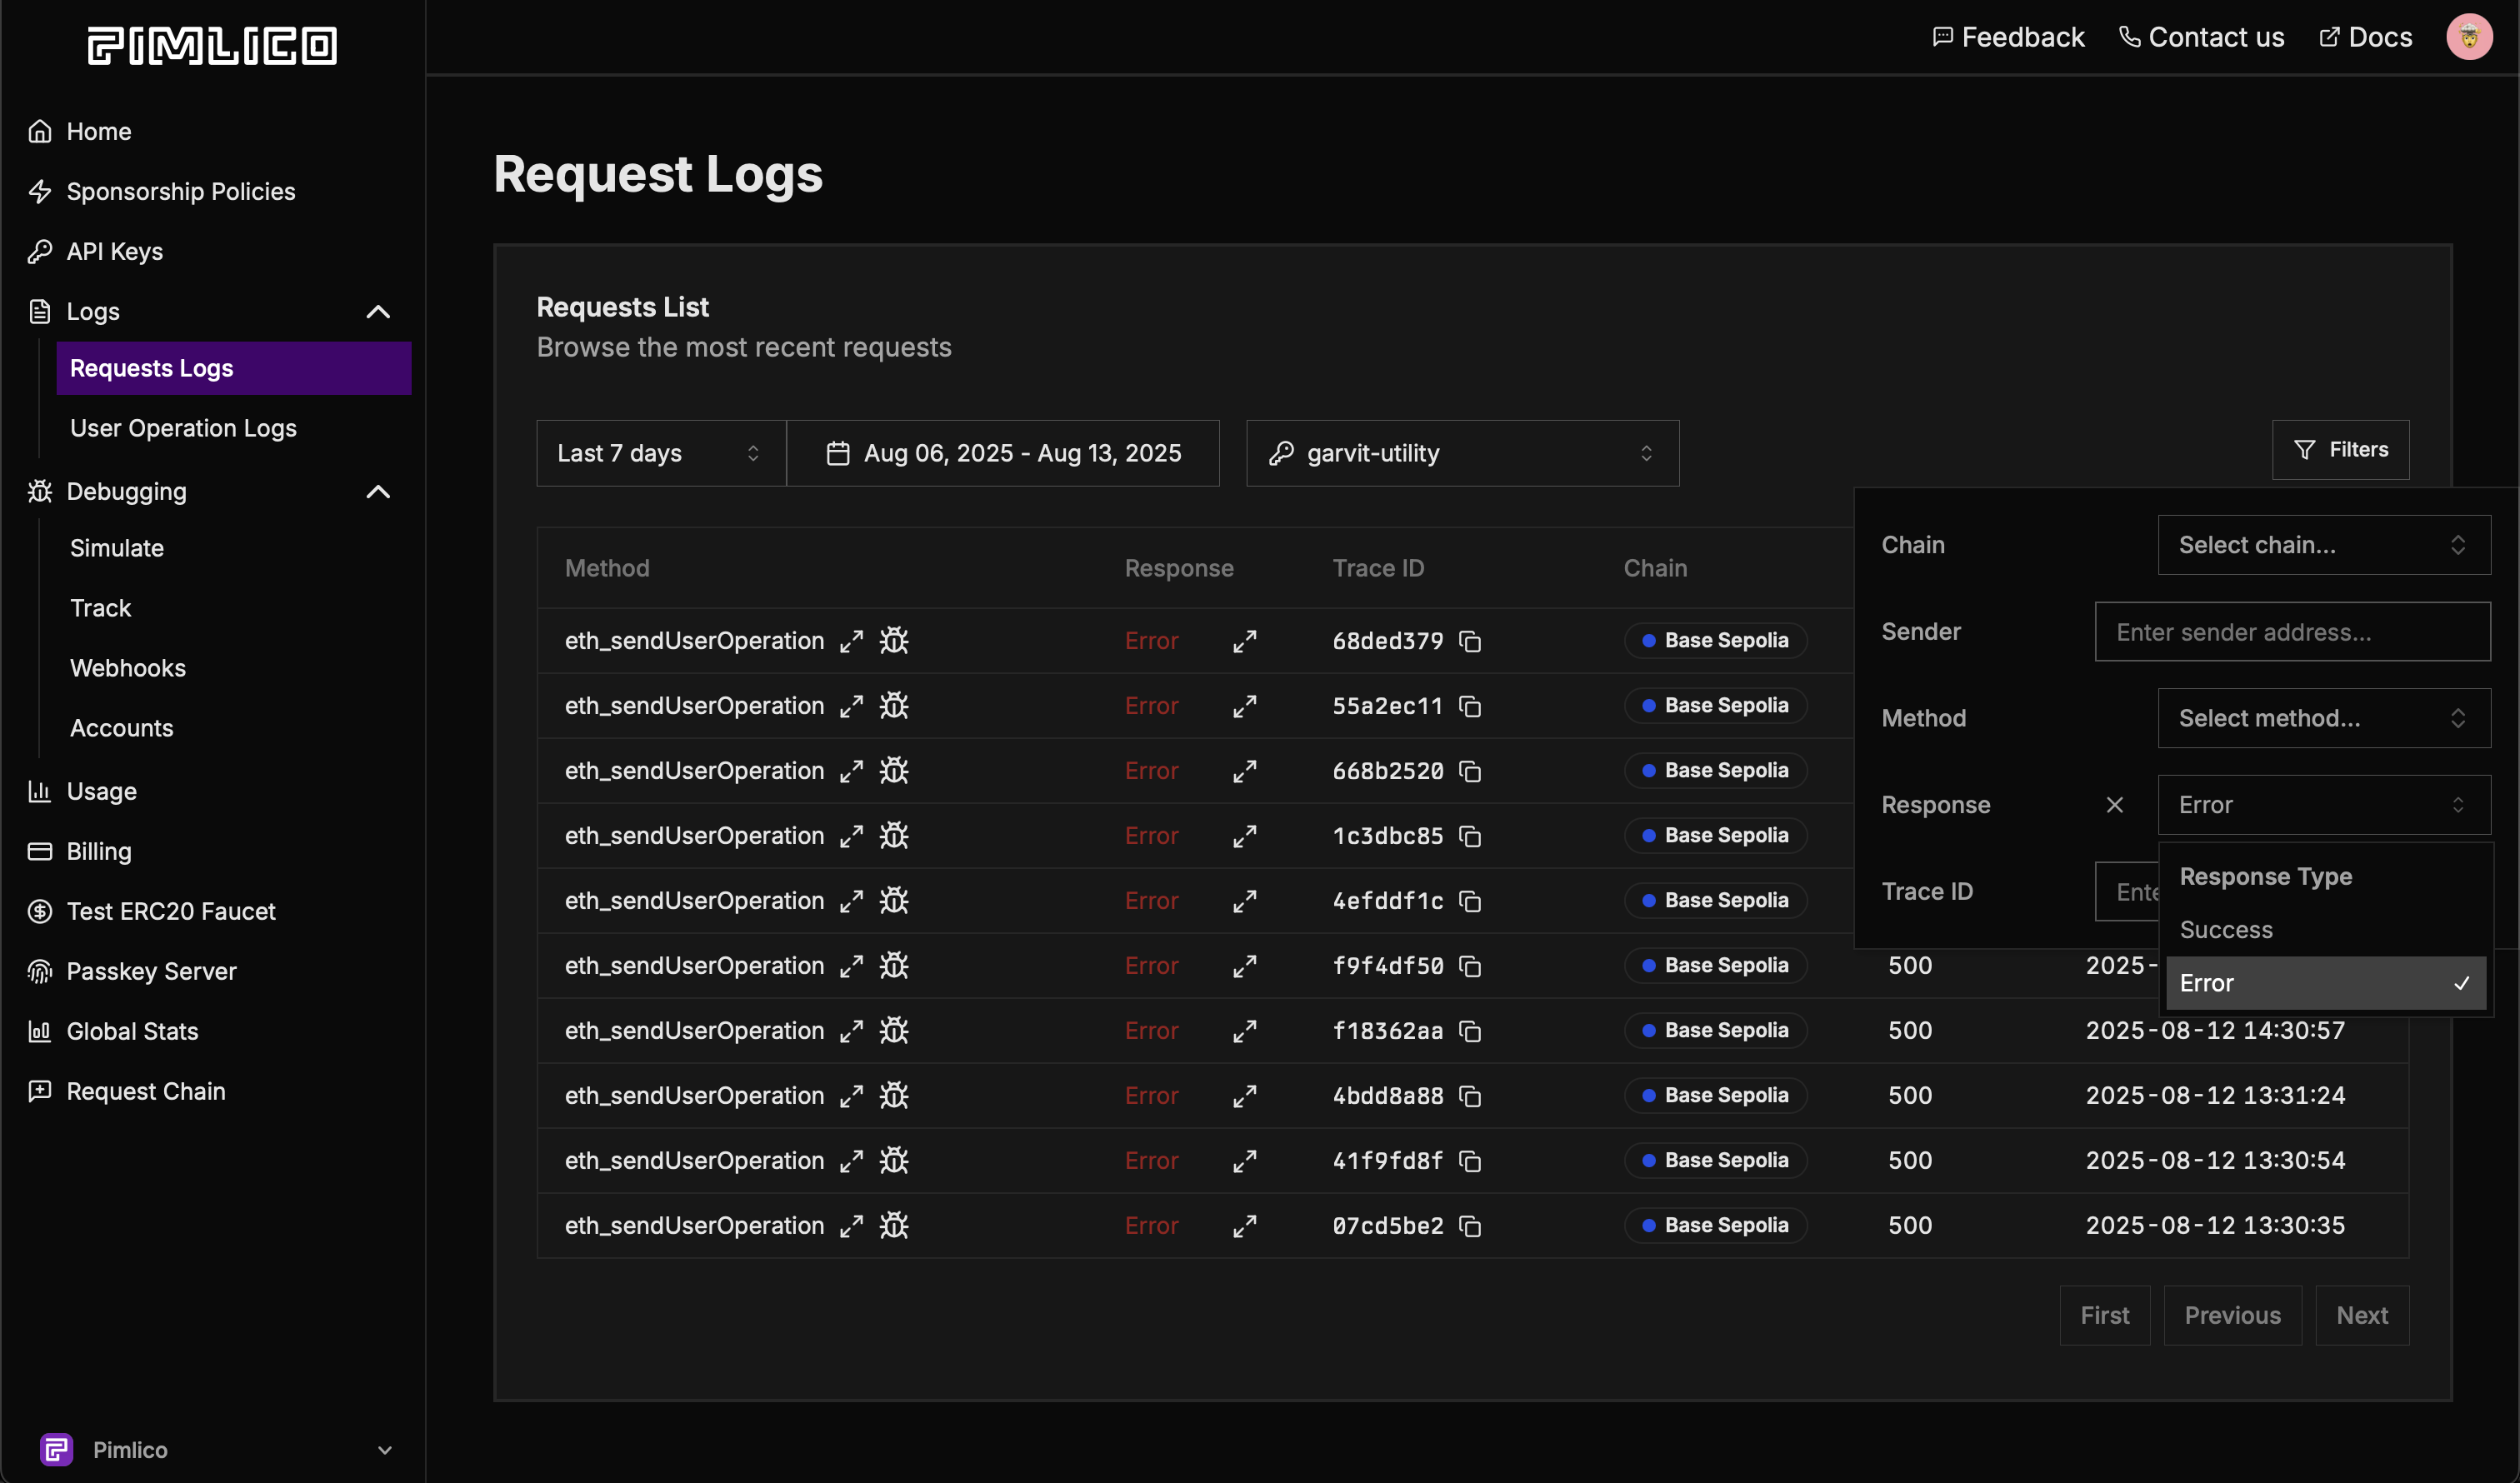 PIMLICO
Feedback
Contact us
Docs
Home
Sponsorship Policies
API Keys
Logs
Requests Logs
User Operation Logs
Debugging
Simulate
Track
Webhooks
Accounts
Usage
Billing
Test ERC20 Faucet
Passkey Server
Global Stats
Request Chain
Pimlico
Request Logs
Requests List
Browse the most recent requests
Last 7 days
Aug 06, 2025 - Aug 13, 2025
garvit-utility
Filters
Method Response Trace ID Chain
eth_sendUserOperation Error 68ded379 Base Sepolia
eth_sendUserOperation Error 55a2ec11 Base Sepolia
eth_sendUserOperation Error 668b2520 Base Sepolia
eth_sendUserOperation Error 1c3dbc85 Base Sepolia
eth_sendUserOperation Error 4efddf1c Base Sepolia
eth_sendUserOperation Error f9f4df50 Base Sepolia 500 2025-
eth_sendUserOperation Error f18362aa Base Sepolia 500 2025-08-12 14:30:57
eth_sendUserOperation Error 4bdd8a88 Base Sepolia 500 2025-08-12 13:31:24
eth_sendUserOperation Error 41f9fd8f Base Sepolia 500 2025-08-12 13:30:54
eth_sendUserOperation Error 07cd5be2 Base Sepolia 500 2025-08-12 13:30:35
Chain Select chain...
Sender Enter sender address...
Method Select method...
Response Error
Trace ID
Response Type
Success
Error
First
Previous
Next